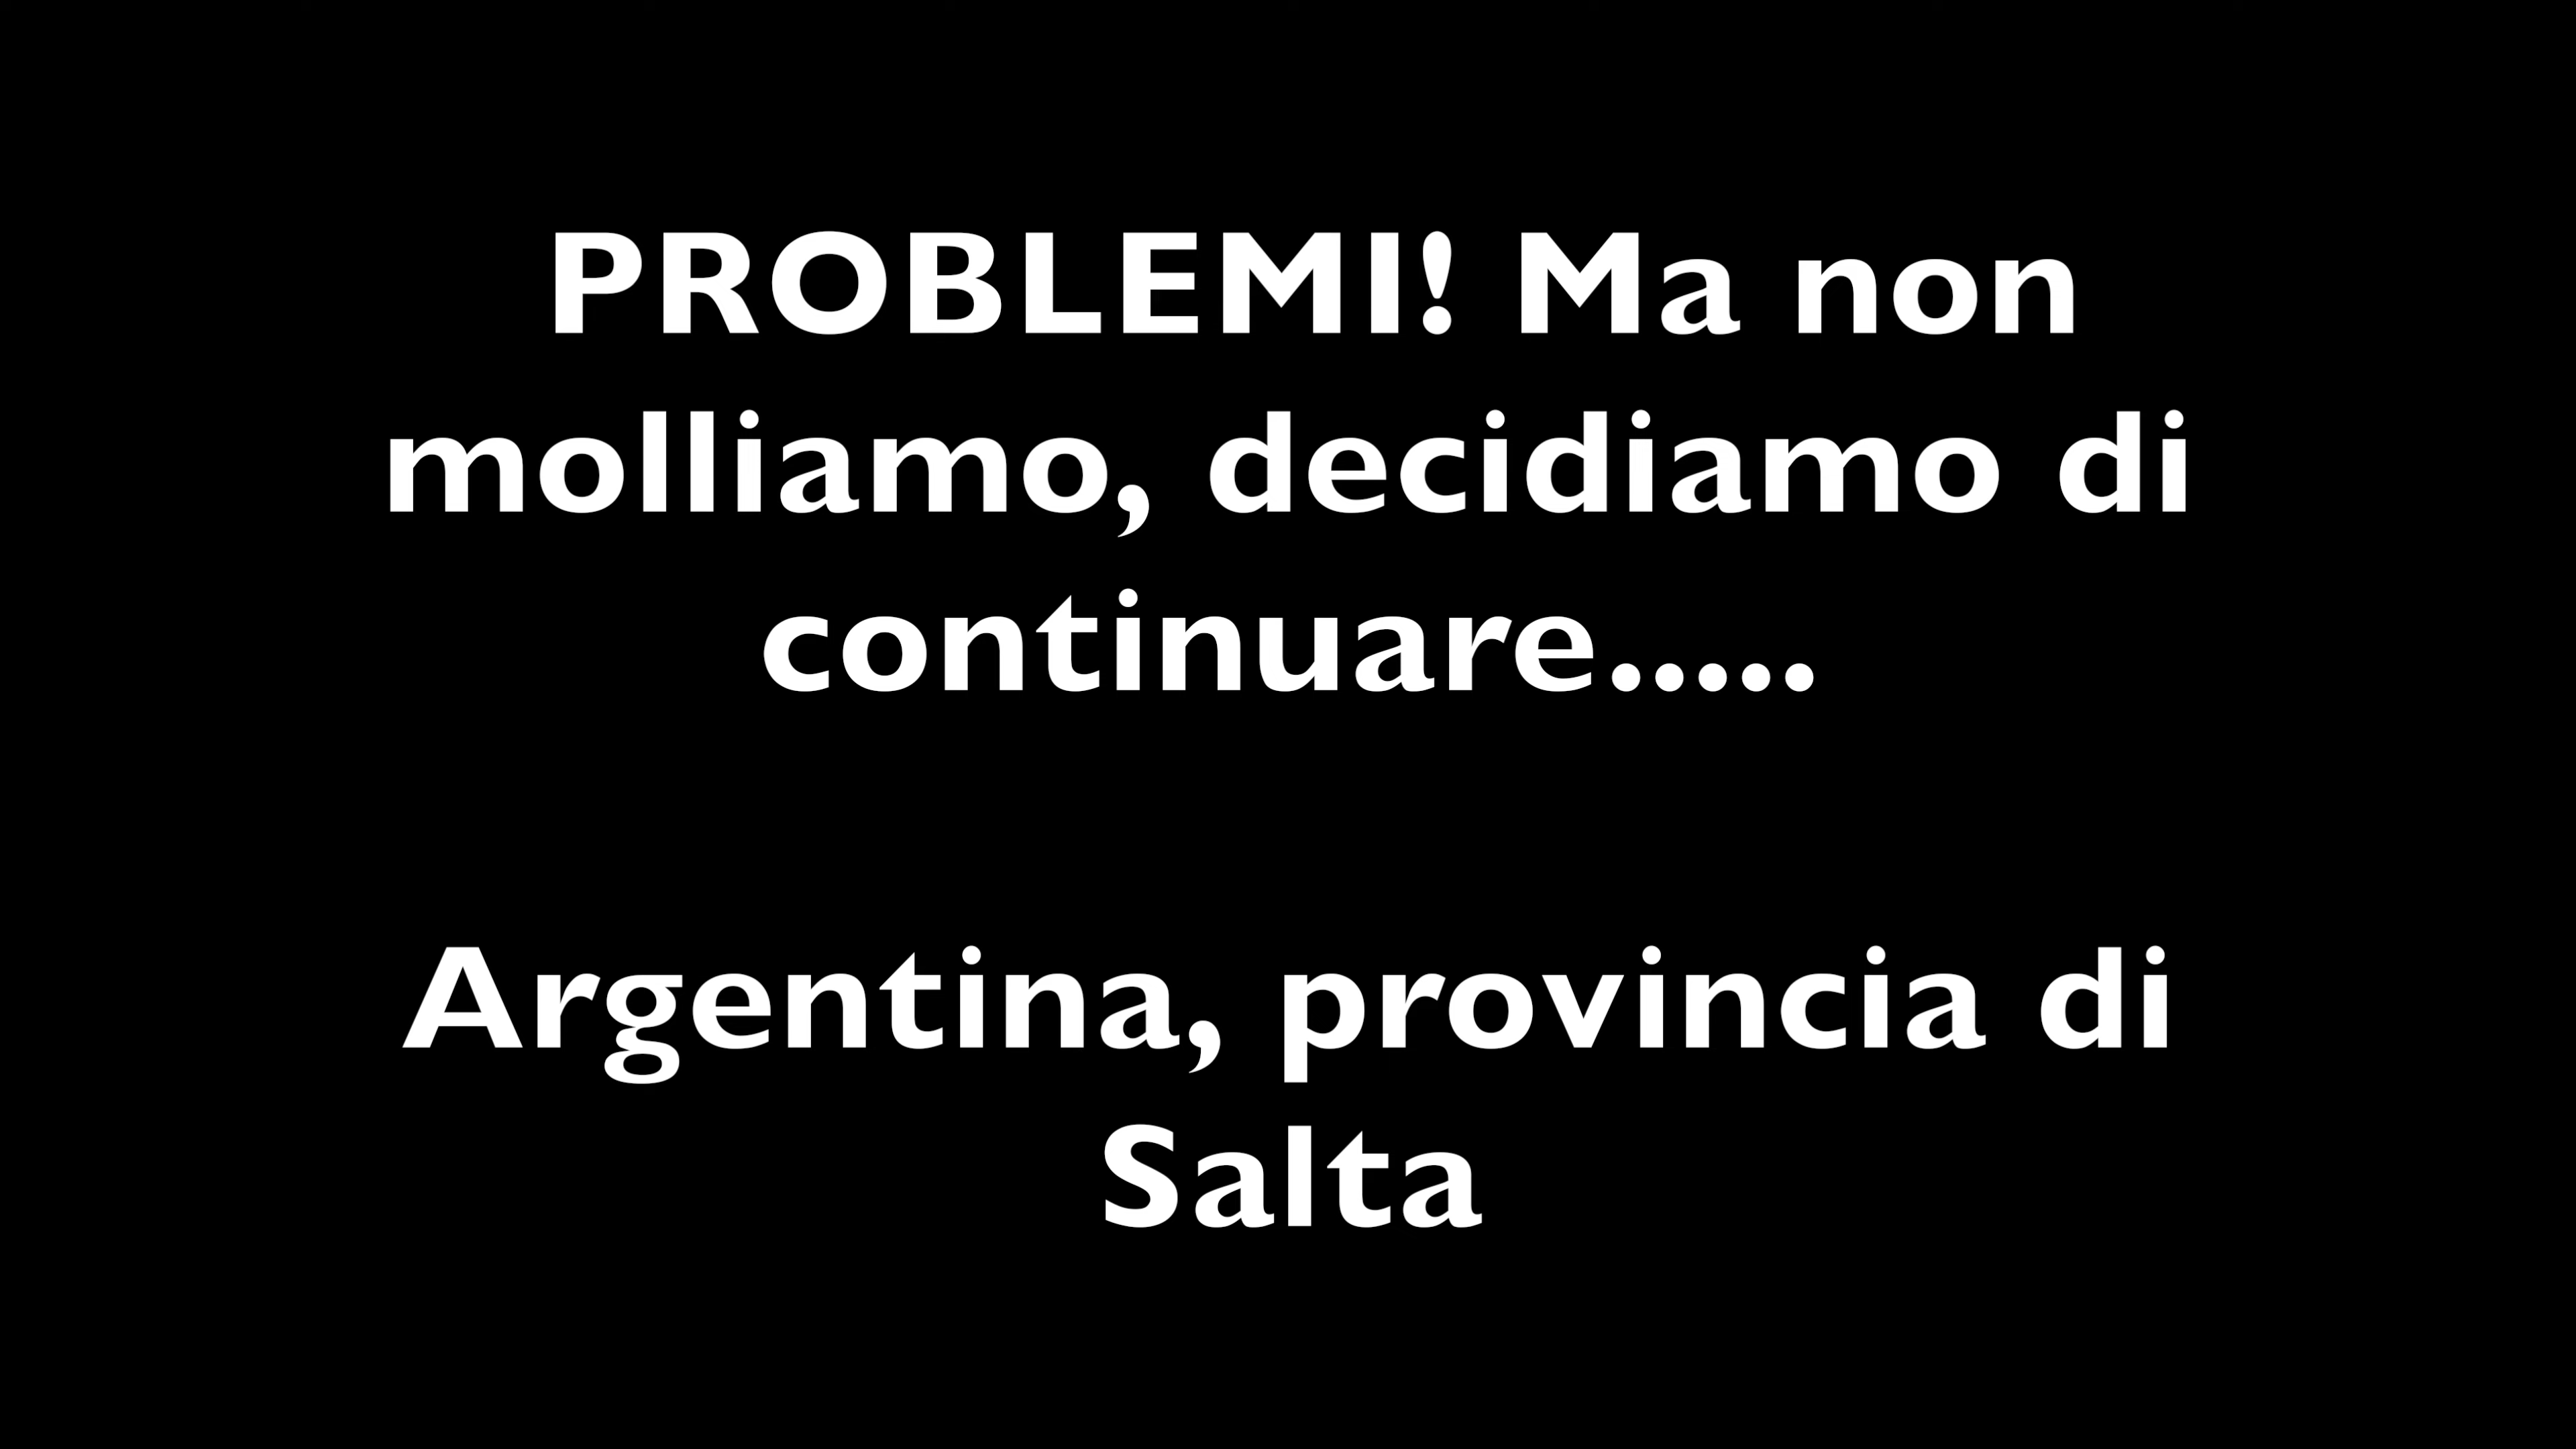 PROBLEMI! Ma non
molliamo, decidiamo di
continuare.....
Argentina, provincia di
Salta